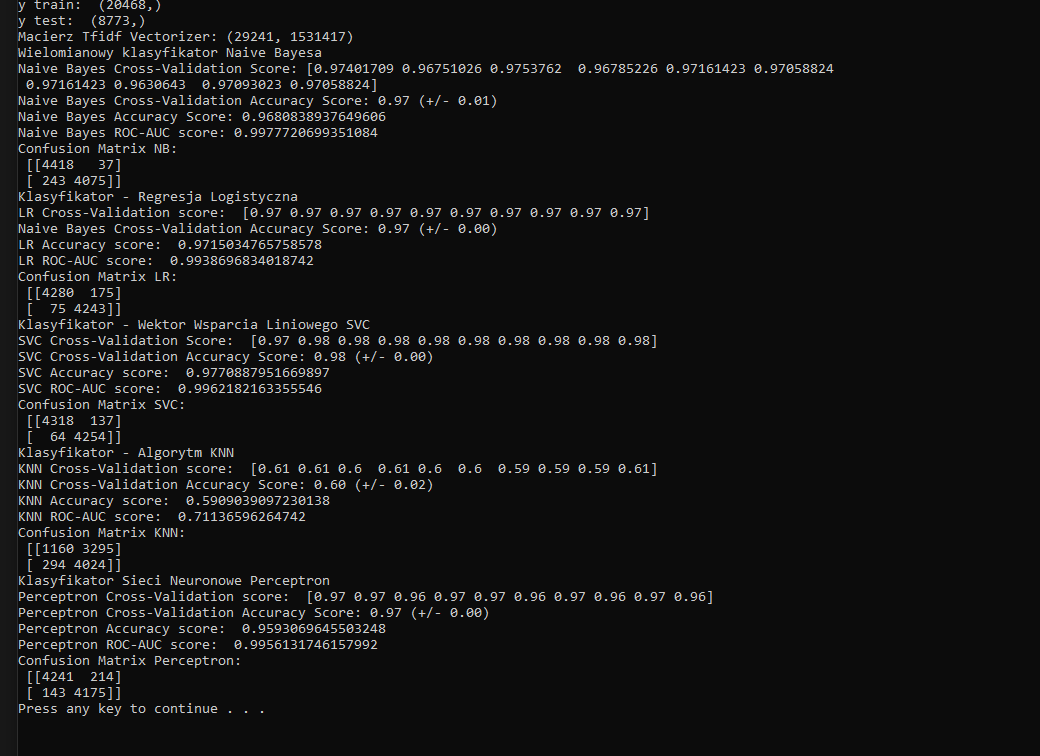 y train:  (20468,)
y test:  (8773,)
Macierz Tfidf Vectorizer: (29241, 1531417)
Wielomianowy klasyfikator Naive Bayesa
Naive Bayes Cross-Validation Score: [0.97401709 0.96751026 0.9753762  0.96785226 0.97161423 0.97058824
 0.97161423 0.9630643  0.97093023 0.97058824]
Naive Bayes Cross-Validation Accuracy Score: 0.97 (+/- 0.01)
Naive Bayes Accuracy Score: 0.9680838937649606
Naive Bayes ROC-AUC score: 0.9977720699351084
Confusion Matrix NB:
 [[4418   37]
 [ 243 4075]]
Klasyfikator - Regresja Logistyczna
LR Cross-Validation score:  [0.97 0.97 0.97 0.97 0.97 0.97 0.97 0.97 0.97 0.97]
Naive Bayes Cross-Validation Accuracy Score: 0.97 (+/- 0.00)
LR Accuracy score:  0.9715034765758578
LR ROC-AUC score:  0.9938696834018742
Confusion Matrix LR:
 [[4280  175]
 [  75 4243]]
Klasyfikator - Wektor Wsparcia Liniowego SVC
SVC Cross-Validation Score:  [0.97 0.98 0.98 0.98 0.98 0.98 0.98 0.98 0.98 0.98]
SVC Cross-Validation Accuracy Score: 0.98 (+/- 0.00)
SVC Accuracy score:  0.9770887951669897
SVC ROC-AUC score:  0.9962182163355546
Confusion Matrix SVC:
 [[4318  137]
 [  64 4254]]
Klasyfikator - Algorytm KNN
KNN Cross-Validation score:  [0.61 0.61 0.6  0.61 0.6  0.6  0.59 0.59 0.59 0.61]
KNN Cross-Validation Accuracy Score: 0.60 (+/- 0.02)
KNN Accuracy score:  0.5909039097230138
KNN ROC-AUC score:  0.71136596264742
Confusion Matrix KNN:
 [[1160 3295]
 [ 294 4024]]
Klasyfikator Sieci Neuronowe Perceptron
Perceptron Cross-Validation score:  [0.97 0.97 0.96 0.97 0.97 0.96 0.97 0.96 0.97 0.96]
Perceptron Cross-Validation Accuracy Score: 0.97 (+/- 0.00)
Perceptron Accuracy score:  0.9593069645503248
Perceptron ROC-AUC score:  0.9956131746157992
Confusion Matrix Perceptron:
 [[4241  214]
 [ 143 4175]]
Press any key to continue . . .